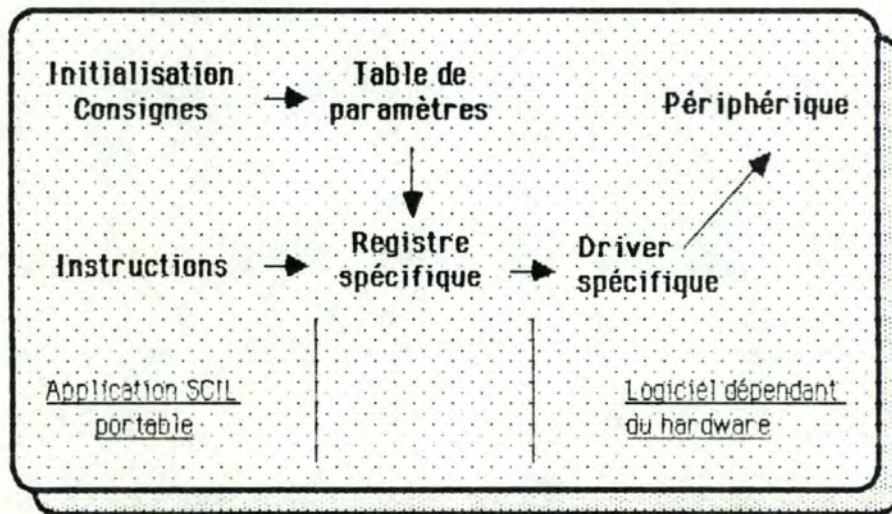 Initialisation
Consignes
Table de
paramètres
Périphérique
Instructions
Registre
spécifique
Driver
spécifique
Application SCIL
portable
Logiciel dépendant
du hardware